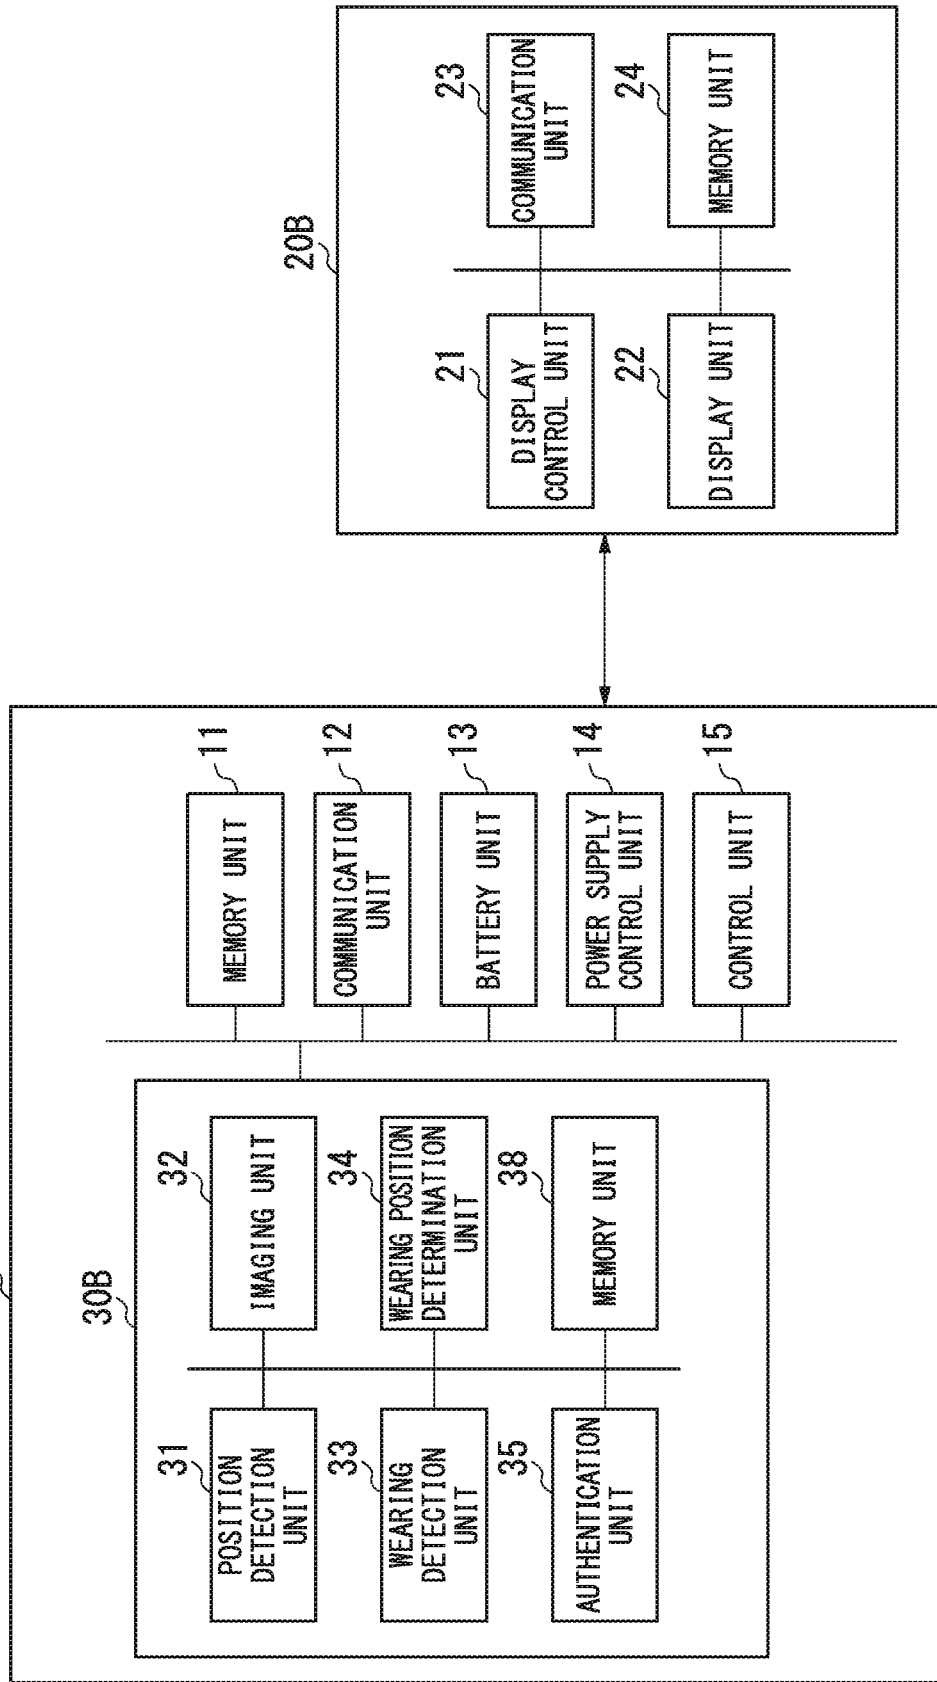 30B
31
POSITION
DETECTION
UNIT
32
IMAGING UNIT
33
WEARING
DETECTION
UNIT
34
WEARING POSITION
DETERMINATION
UNIT
35
AUTHENTICATION
UNIT
38
MEMORY UNIT
11
MEMORY UNIT
12
COMMUNICATION
UNIT
13
BATTERY UNIT
14
POWER SUPPLY
CONTROL UNIT
15
CONTROL UNIT
20B
21
DISPLAY
CONTROL UNIT
23
COMMUNICATION
UNIT
22
DISPLAY UNIT
24
MEMORY UNIT